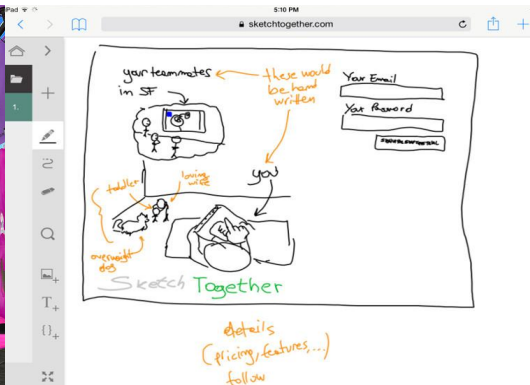 iPad
5:10 PM
sketchtogether.com
your teammates
in SF
these would
be hand
written
Your Email
Your Password
you
toddler
loving
wife
overweight
dog
Sketch Together
details
(pricing, features, ...)
follow
1.
T+
{}+